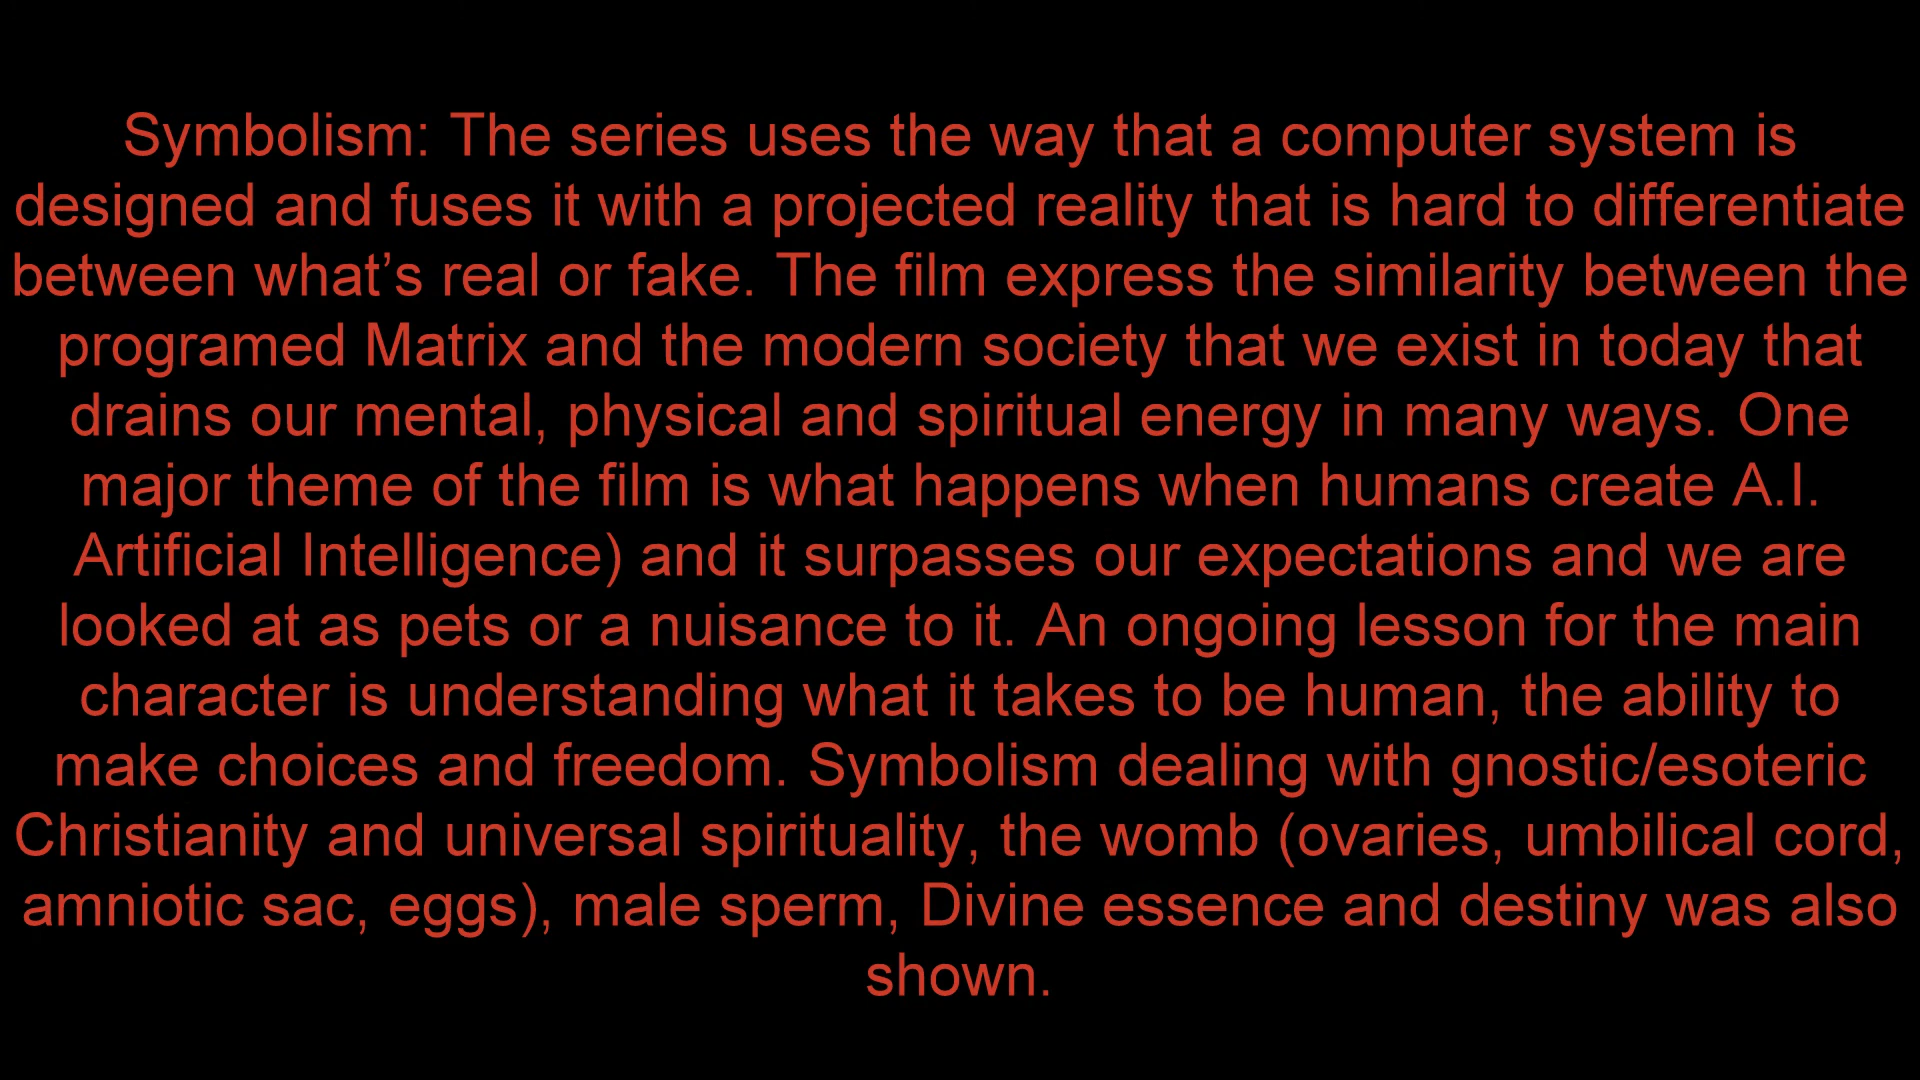 Symbolism: The series uses the way that a computer system is
designed and fuses it with a projected reality that is hard to differentiate
between what’s real or fake. The film express the similarity between the
programed Matrix and the modern society that we exist in today that
drains our mental, physical and spiritual energy in many ways. One
major theme of the film is what happens when humans create A.I.
Artificial Intelligence) and it surpasses our expectations and we are
looked at as pets or a nuisance to it. An ongoing lesson for the main
character is understanding what it takes to be human, the ability to
make choices and freedom. Symbolism dealing with gnostic/esoteric
Christianity and universal spirituality, the womb (ovaries, umbilical cord,
amniotic sac, eggs), male sperm, Divine essence and destiny was also
shown.